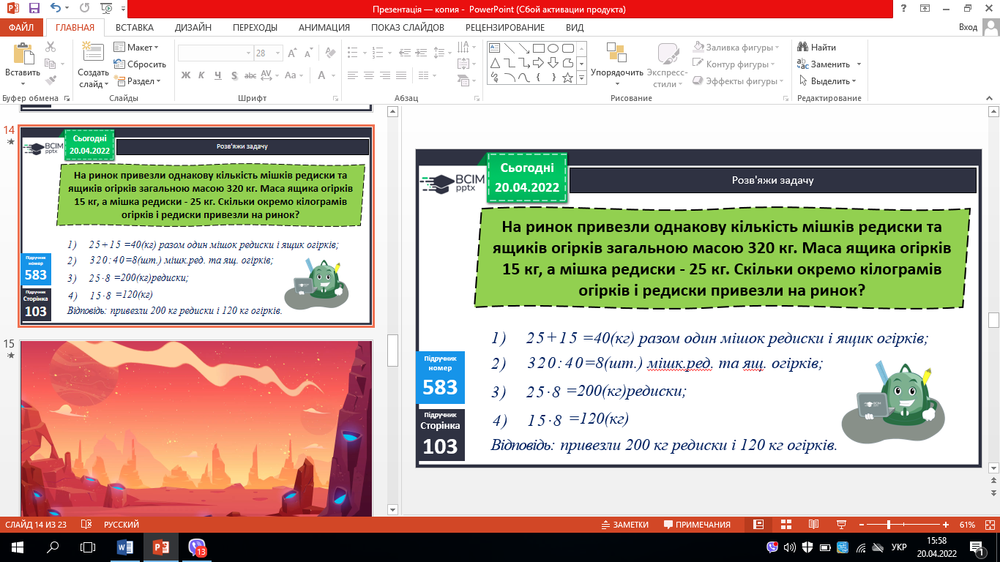 Презентація — копия - PowerPoint (Сбой активации продукта)
ФАЙЛ ГЛАВНАЯ ВСТАВКА ДИЗАЙН ПЕРЕХОДЫ АНИМАЦИЯ ПОКАЗ СЛАЙДОВ РЕЦЕНЗИРОВАНИЕ ВИД Вход
Вставить
Буфер обмена
Создать слайд
Макет
Сбросить
Раздел
Слайды
28
Ж К Ч S abc AV Aa A
Шрифт
Абзац
Упорядочить
Экспресс-стили
Заливка фигуры
Контур фигуры
Эффекты фигуры
Рисование
Найти
Заменить
Выделить
Редактирование
14
Сьогодні
20.04.2022
BCIM
pptx
Розв'яжи задачу
На ринок привезли однакову кількість мішків редиски та
ящиків огірків загальною масою 320 кг. Маса ящика огірків
15 кг, а мішка редиски - 25 кг. Скільки окремо кілограмів
огірків і редиски привезли на ринок?
1) 25+15 =40(кг) разом один мішок редиски і ящик огірків;
2) 320:40=8(шт.) мішк.ред. та ящ. огірків;
3) 25·8 =200(кг)редиски;
4) 15·8 =120(кг)
Відповідь: привезли 200 кг редиски і 120 кг огірків.
Підручник
номер
583
Підручник
Сторінка
103
15
Сьогодні
20.04.2022
BCIM
pptx
Розв'яжи задачу
На ринок привезли однакову кількість мішків редиски та
ящиків огірків загальною масою 320 кг. Маса ящика огірків
15 кг, а мішка редиски - 25 кг. Скільки окремо кілограмів
огірків і редиски привезли на ринок?
1) 25+15 =40(кг) разом один мішок редиски і ящик огірків;
2) 320:40=8(шт.) мішк.ред. та ящ. огірків;
3) 25·8 =200(кг)редиски;
4) 15·8 =120(кг)
Відповідь: привезли 200 кг редиски і 120 кг огірків.
Підручник
номер
583
Підручник
Сторінка
103
СЛАЙД 14 ИЗ 23 РУССКИЙ ЗАМЕТКИ ПРИМЕЧАНИЯ 61%
13
УКР
15:58
20.04.2022
1